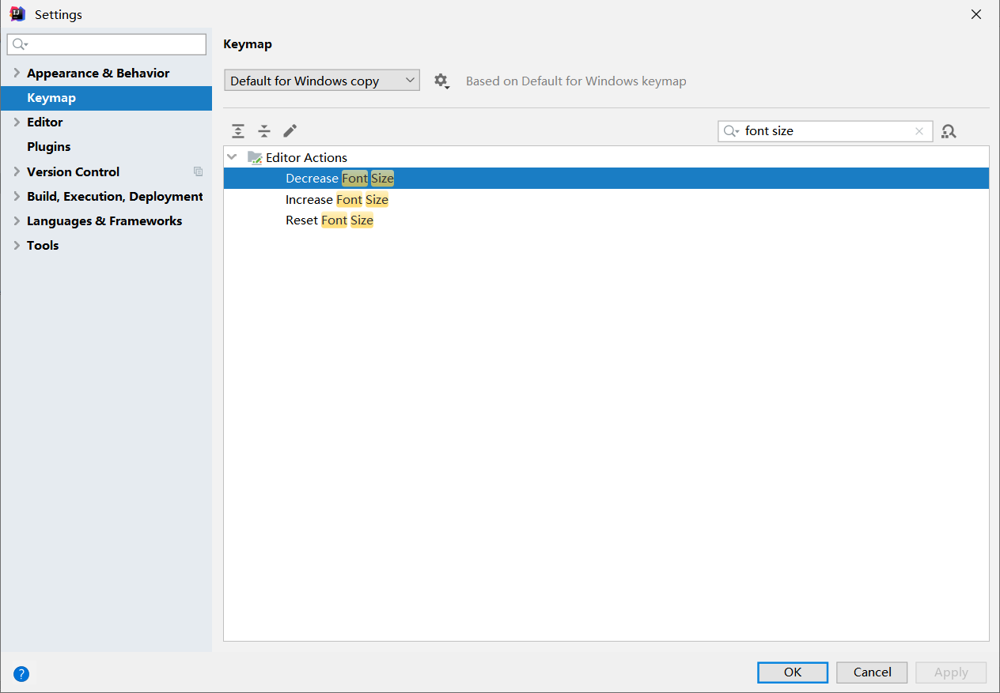 Settings
Keymap
Appearance & Behavior
Default for Windows copy
Based on Default for Windows keymap
Keymap
Editor
font size
Plugins
Editor Actions
Version Control
Decrease Font Size
Build, Execution, Deployment
Increase Font Size
Languages & Frameworks
Reset Font Size
Tools
?
OK
Cancel
Apply